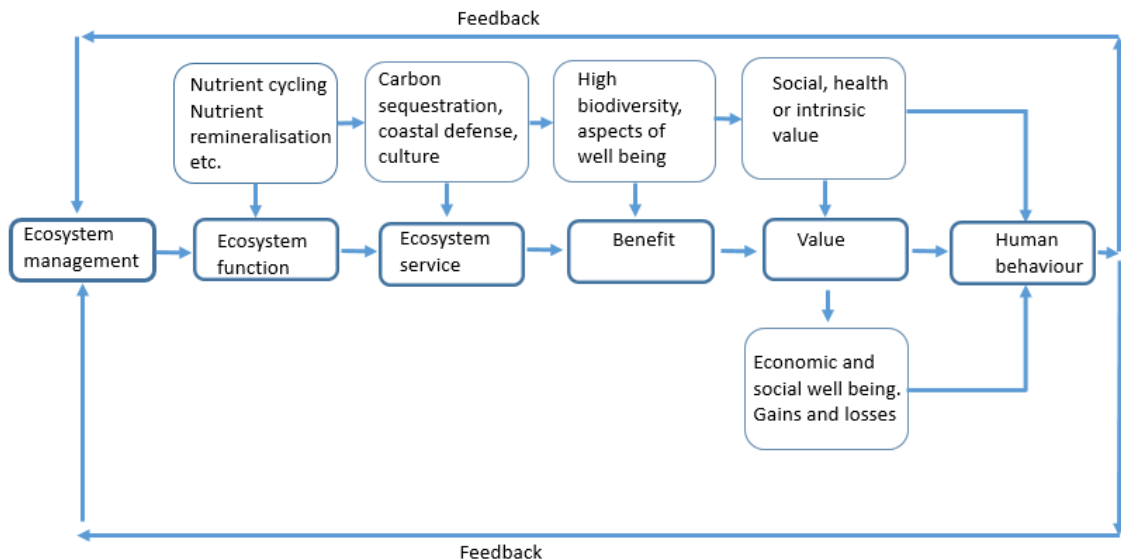 Feedback
Nutrient cycling
Nutrient
remineralisation
etc.
Carbon
sequestration,
coastal defense,
culture
High
biodiversity,
aspects of
well being
Social, health
or intrinsic
value
Ecosystem
management
Ecosystem
function
Ecosystem
service
Benefit
Value
Human
behaviour
Economic and
social well being.
Gains and losses
Feedback